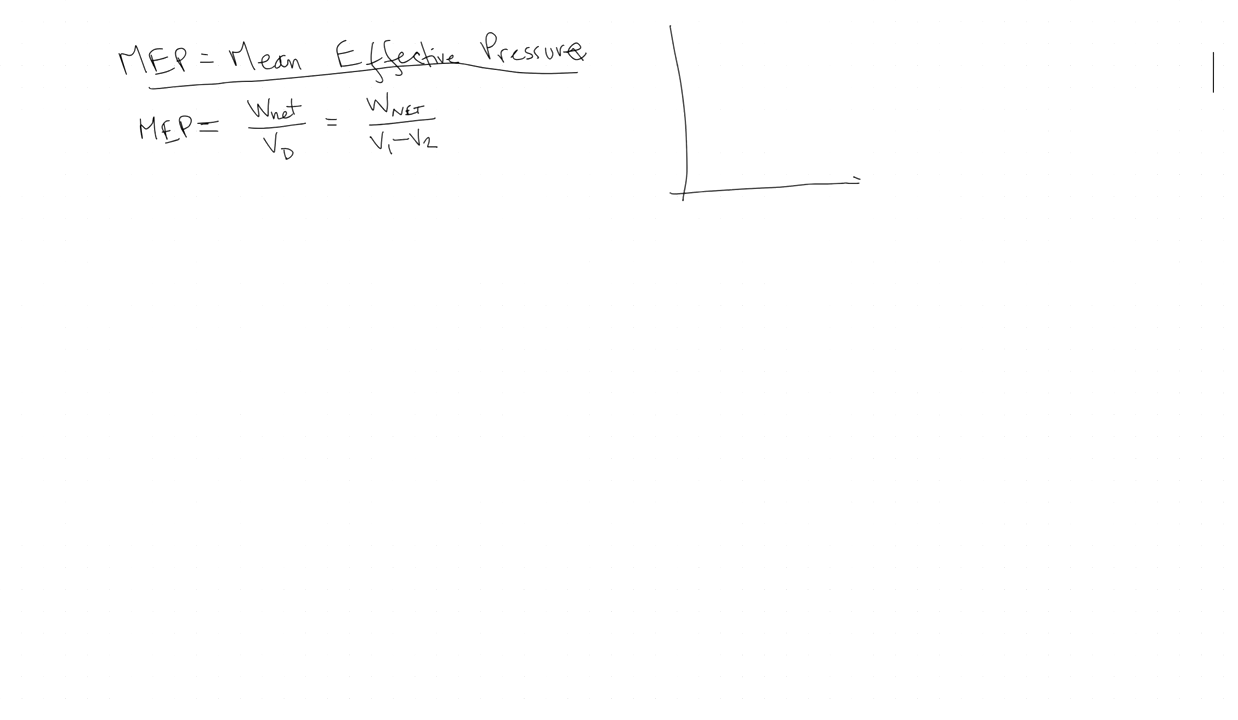 MEP = Mean Effective Pressure
MEP = Wnet / VD = WNET / V1-V2